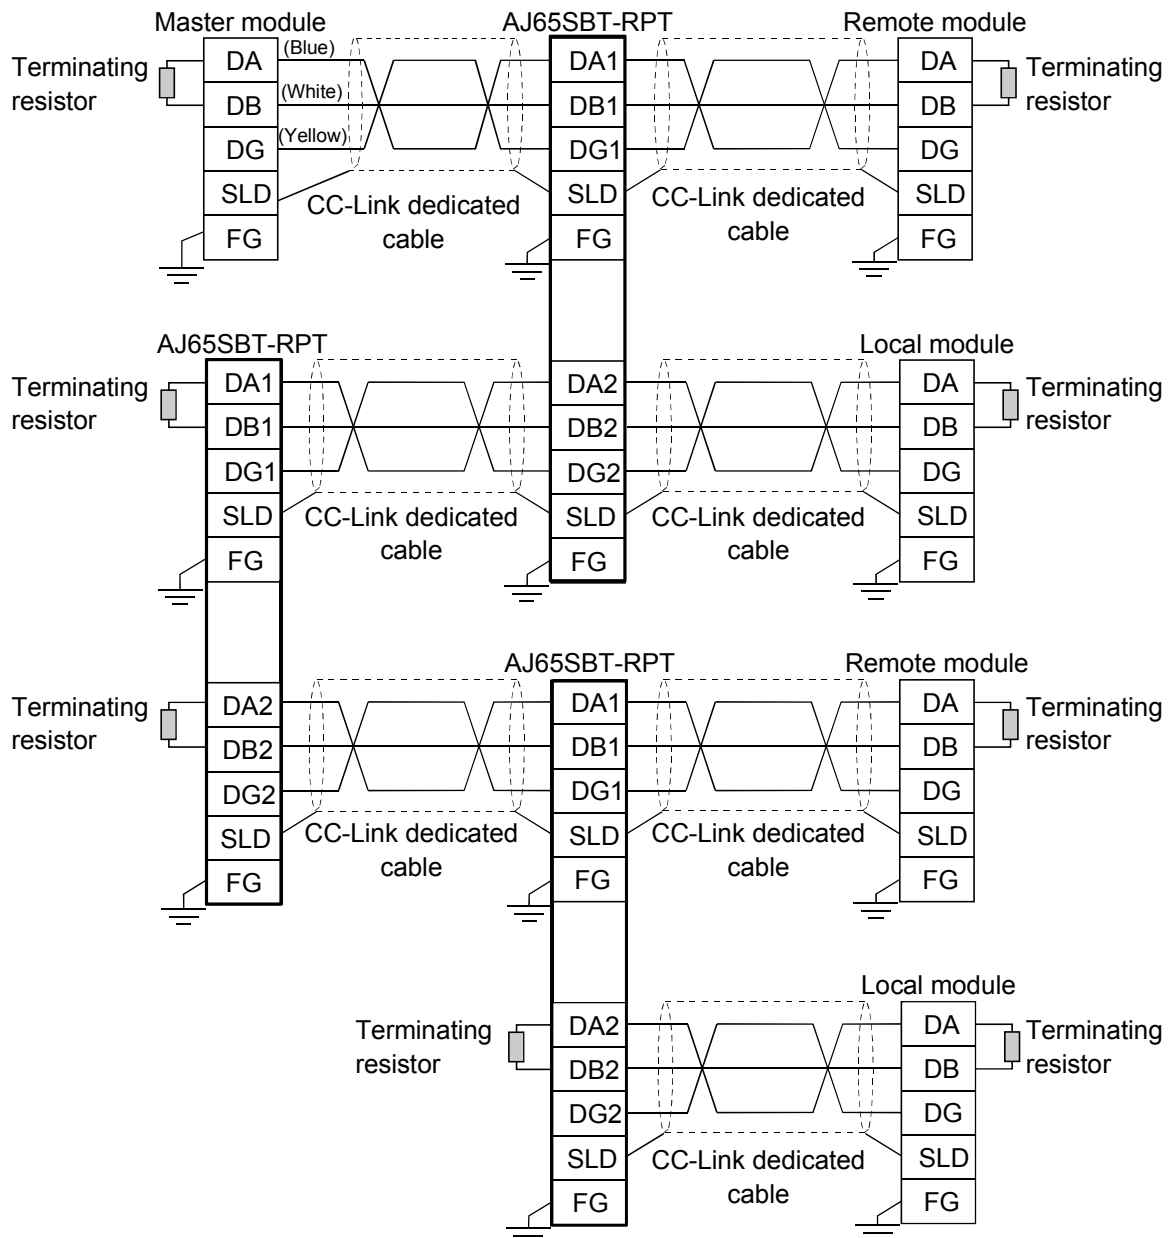 Master module
AJ65SBT-RPT
Remote module
Terminating
resistor
DA
DB
DG
SLD
FG
(Blue)
(White)
(Yellow)
CC-Link dedicated
cable
DA1
DB1
DG1
SLD
FG
CC-Link dedicated
cable
DA
DB
DG
SLD
FG
Terminating
resistor
AJ65SBT-RPT
Local module
Terminating
resistor
DA1
DB1
DG1
SLD
FG
CC-Link dedicated
cable
DA2
DB2
DG2
SLD
FG
CC-Link dedicated
cable
DA
DB
DG
SLD
FG
Terminating
resistor
AJ65SBT-RPT
Remote module
Terminating
resistor
DA2
DB2
DG2
SLD
FG
CC-Link dedicated
cable
DA1
DB1
DG1
SLD
FG
CC-Link dedicated
cable
DA
DB
DG
SLD
FG
Terminating
resistor
Local module
Terminating
resistor
DA2
DB2
DG2
SLD
FG
CC-Link dedicated
cable
DA
DB
DG
SLD
FG
Terminating
resistor